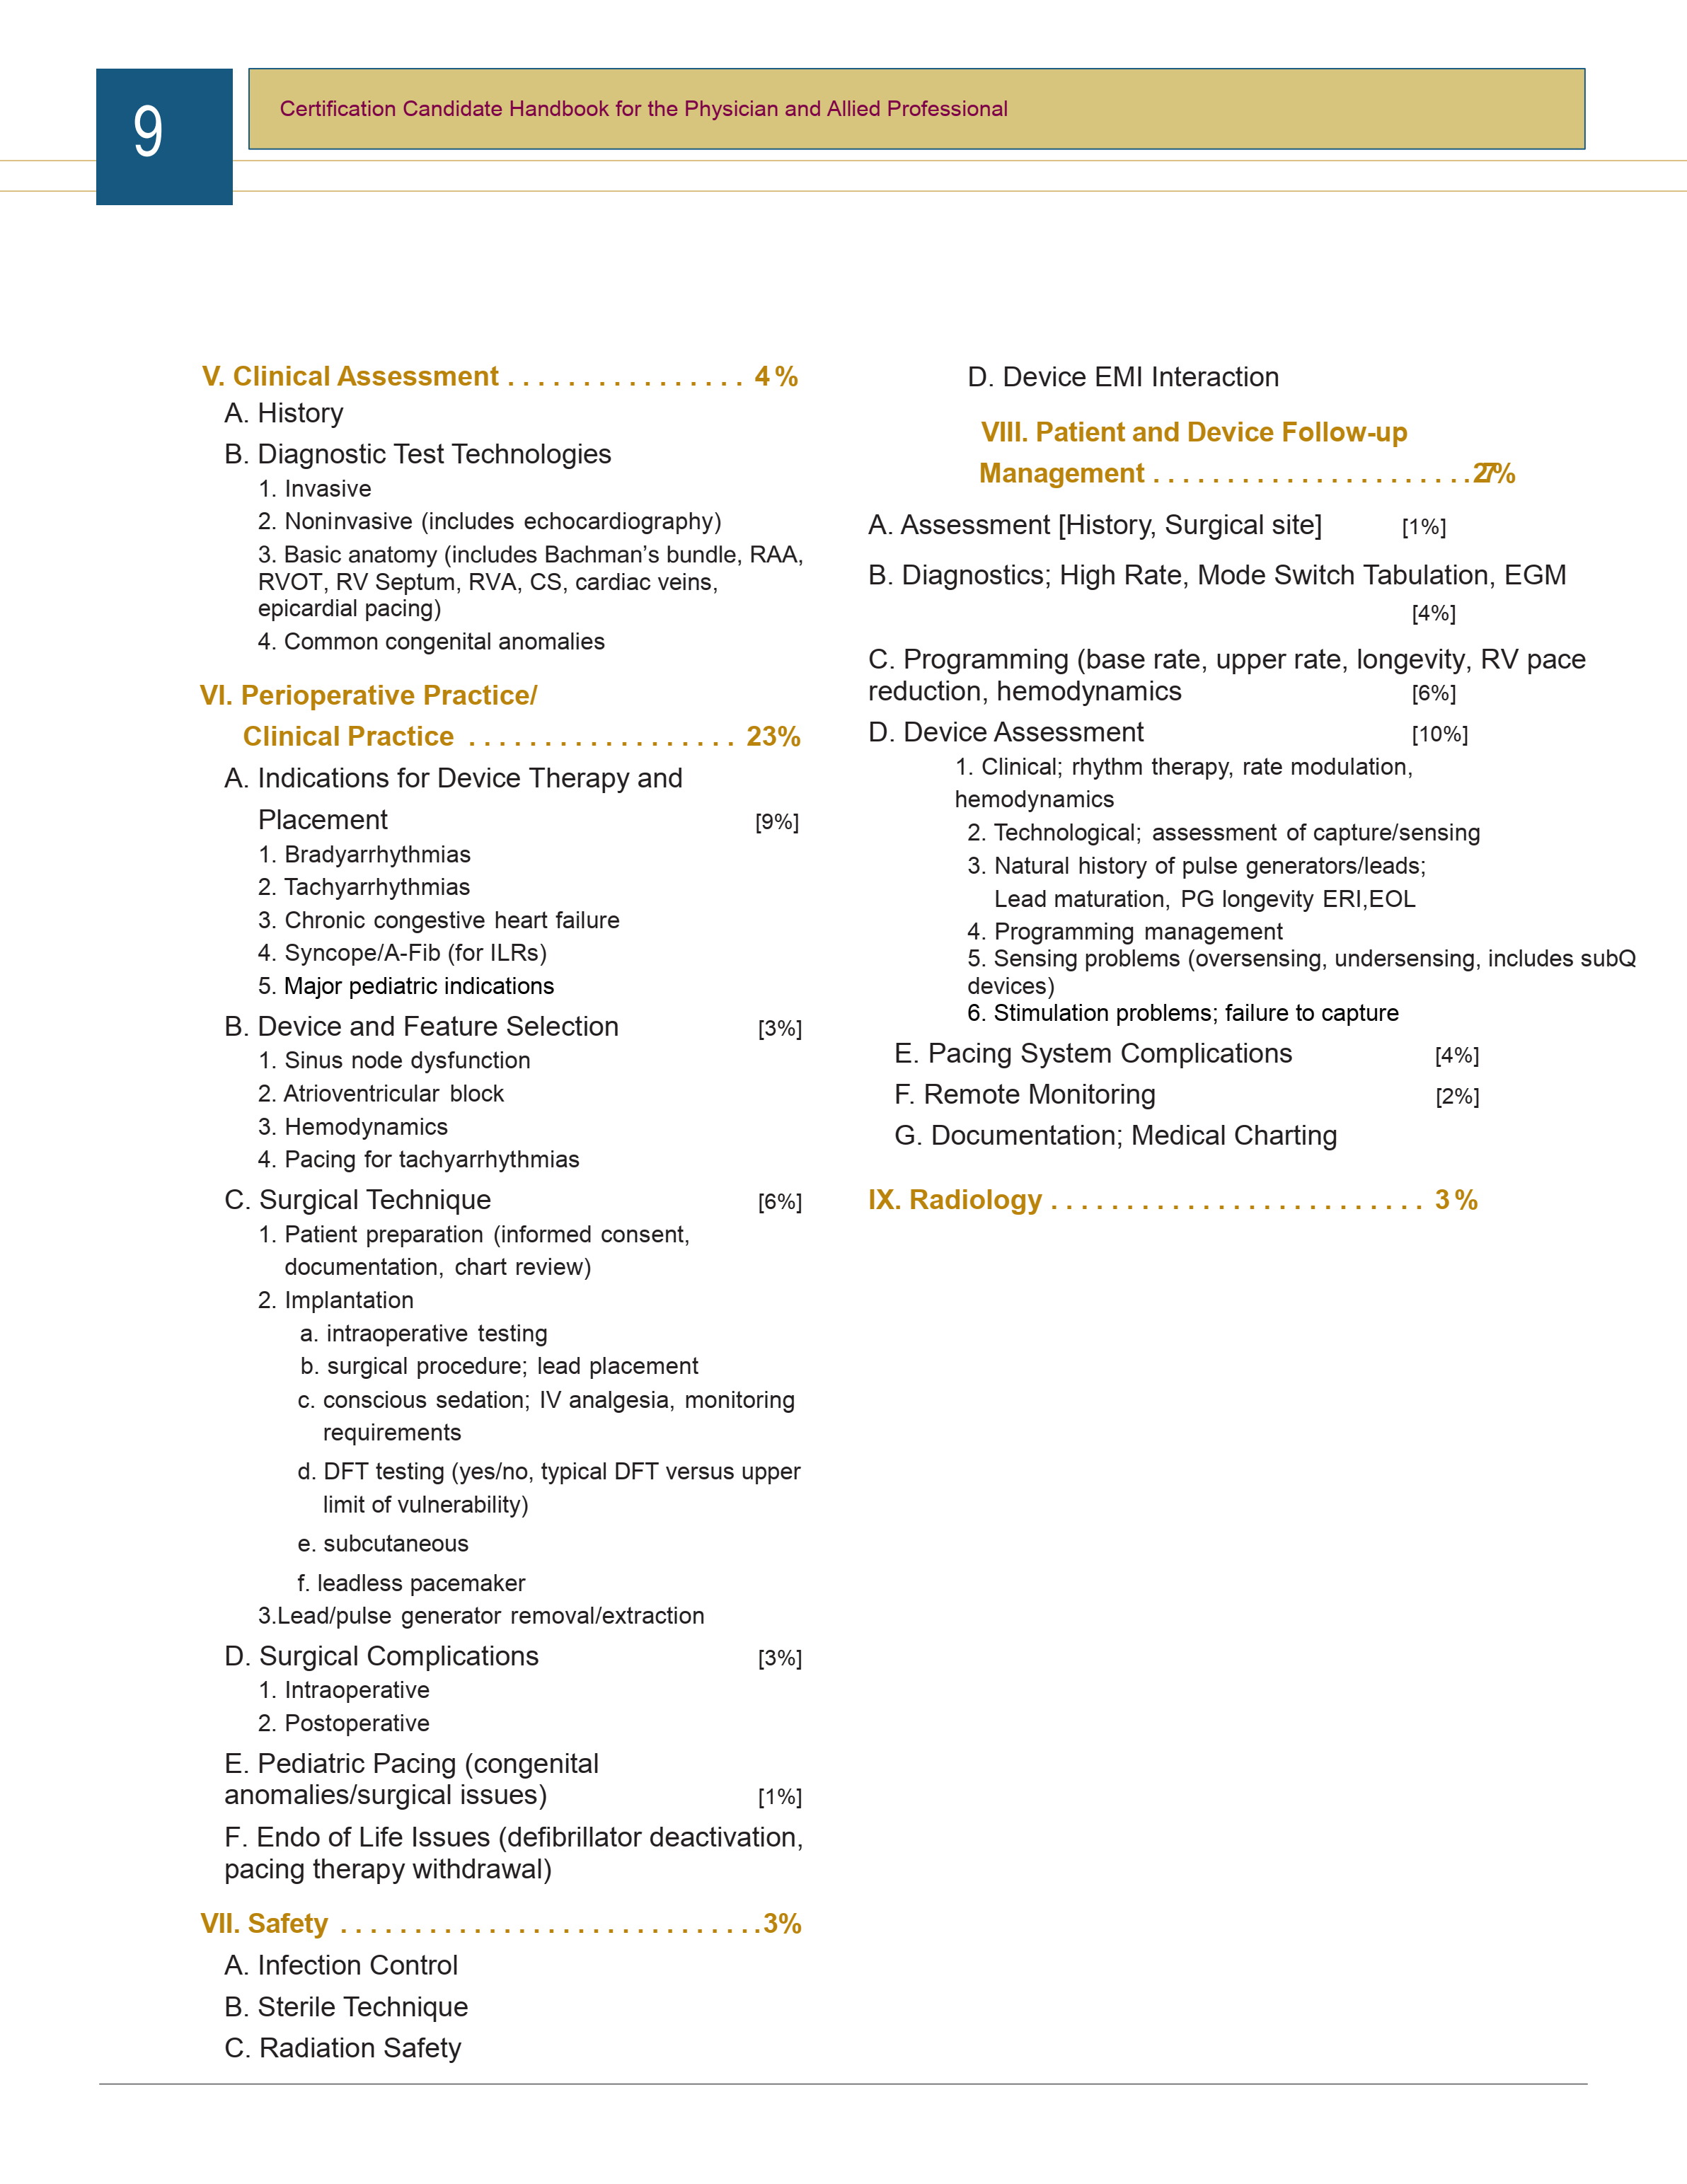 9
Certification Candidate Handbook for the Physician and Allied Professional
V. Clinical Assessment . . . . . . . . . . . . . . . . 4%
A. History
B. Diagnostic Test Technologies
1. Invasive
2. Noninvasive (includes echocardiography)
3. Basic anatomy (includes Bachman’s bundle, RAA,
RVOT, RV Septum, RVA, CS, cardiac veins,
epicardial pacing)
4. Common congenital anomalies
VI. Perioperative Practice/
Clinical Practice . . . . . . . . . . . . . . . . . . 23%
A. Indications for Device Therapy and
Placement [9%]
1. Bradyarrhythmias
2. Tachyarrhythmias
3. Chronic congestive heart failure
4. Syncope/A-Fib (for ILRs)
5. Major pediatric indications
B. Device and Feature Selection [3%]
1. Sinus node dysfunction
2. Atrioventricular block
3. Hemodynamics
4. Pacing for tachyarrhythmias
C. Surgical Technique [6%]
1. Patient preparation (informed consent,
documentation, chart review)
2. Implantation
a. intraoperative testing
b. surgical procedure; lead placement
c. conscious sedation; IV analgesia, monitoring
requirements
d. DFT testing (yes/no, typical DFT versus upper
limit of vulnerability)
e. subcutaneous
f. leadless pacemaker
3.Lead/pulse generator removal/extraction
D. Surgical Complications [3%]
1. Intraoperative
2. Postoperative
E. Pediatric Pacing (congenital
anomalies/surgical issues) [1%]
F. Endo of Life Issues (defibrillator deactivation,
pacing therapy withdrawal)
VII. Safety . . . . . . . . . . . . . . . . . . . . . . . . . . . . .3%
A. Infection Control
B. Sterile Technique
C. Radiation Safety
D. Device EMI Interaction
VIII. Patient and Device Follow-up
Management . . . . . . . . . . . . . . . . . . . . . .27%
A. Assessment [History, Surgical site] [1%]
B. Diagnostics; High Rate, Mode Switch Tabulation, EGM
[4%]
C. Programming (base rate, upper rate, longevity, RV pace
reduction, hemodynamics [6%]
D. Device Assessment [10%]
1. Clinical; rhythm therapy, rate modulation,
hemodynamics
2. Technological; assessment of capture/sensing
3. Natural history of pulse generators/leads;
Lead maturation, PG longevity ERI,EOL
4. Programming management
5. Sensing problems (oversensing, undersensing, includes subQ
devices)
6. Stimulation problems; failure to capture
E. Pacing System Complications [4%]
F. Remote Monitoring [2%]
G. Documentation; Medical Charting
IX. Radiology . . . . . . . . . . . . . . . . . . . . . . . . . 3%